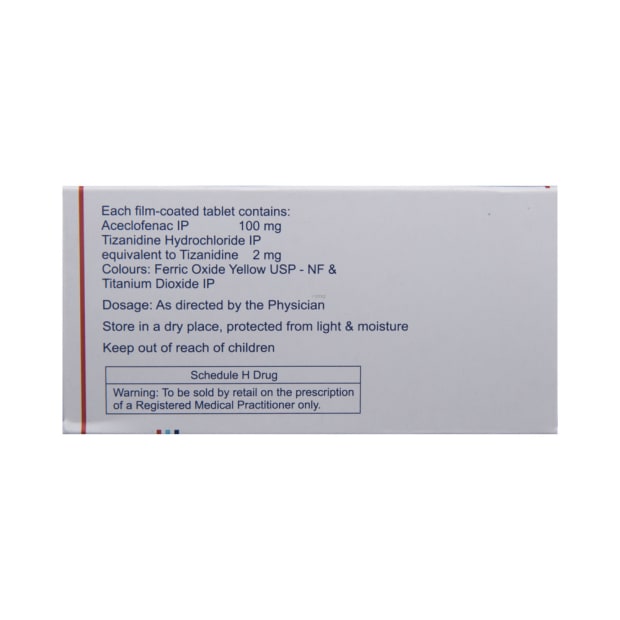 Each film-coated tablet contains:
Aceclofenac IP 100 mg
Tizanidine Hydrochloride IP
equivalent to Tizanidine 2 mg
Colours: Ferric Oxide Yellow USP - NF &
Titanium Dioxide IP
Dosage: As directed by the Physician
Store in a dry place, protected from light & moisture
Keep out of reach of children
Schedule H Drug
Warning: To be sold by retail on the prescription
of a Registered Medical Practitioner only.